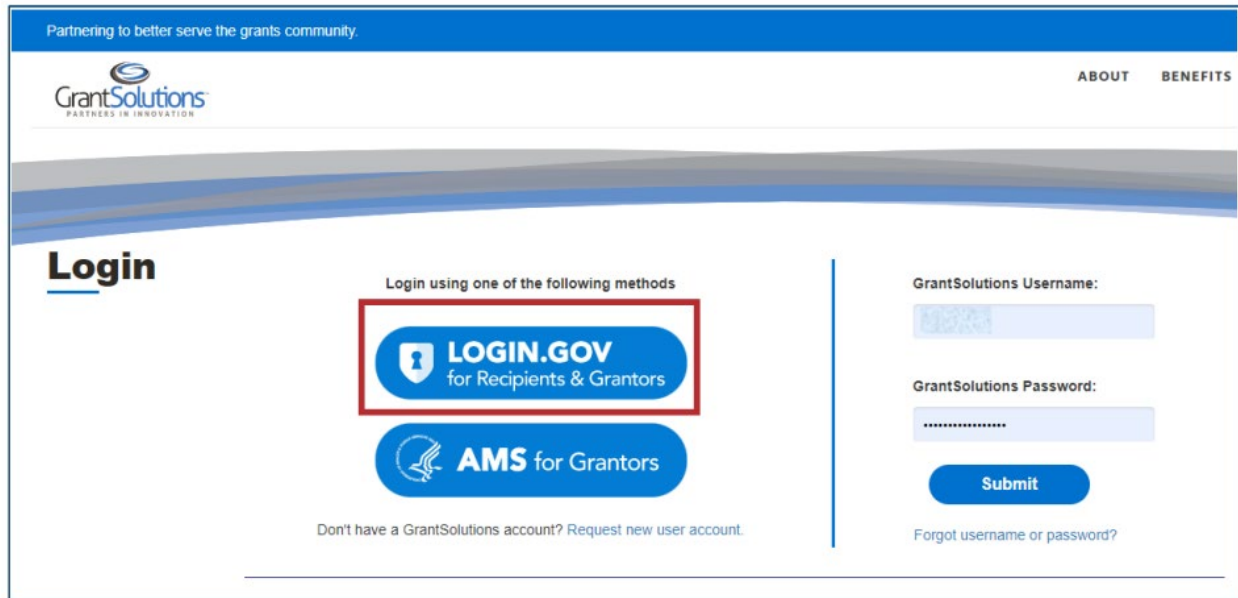 Partnering to better serve the grants community.
GrantSolutions
PARTNERS IN INNOVATION
ABOUT BENEFITS
Login
Login using one of the following methods
LOGIN.GOV
for Recipients & Grantors
AMS for Grantors
Don't have a GrantSolutions account? Request new user account.
GrantSolutions Username:
GrantSolutions Password:
•••••••••••••••••
Submit
Forgot username or password?